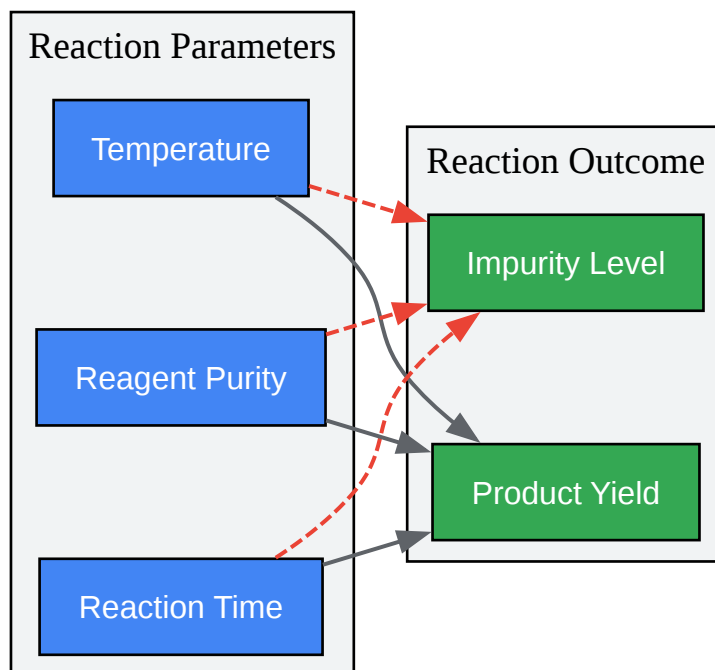 Reaction Parameters
Temperature
Reagent Purity
Reaction Time
Reaction Outcome
Impurity Level
Product Yield